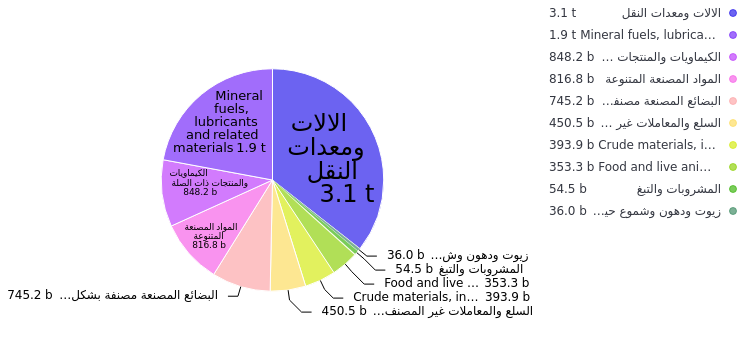 الالات ومعدات النقل 3.1 t
1.9 t Mineral fuels, lubrica...
الكيماويات والمنتجات ... 848.2 b
المواد المصنعة المتنوعة 816.8 b
البضائع المصنعة مصنف... 745.2 b
السلع والمعاملات غير ... 450.5 b
393.9 b Crude materials, i...
353.3 b Food and live ani...
المشروبات والتبغ 54.5 b
زيوت ودهون وشموع حي... 36.0 b
Mineral
fuels,
lubricants
and related
materials 1.9 t
الالات
ومعدات
النقل
3.1 t
الكيماويات
والمنتجات ذات الصلة
848.2 b
المواد المصنعة
المتنوعة
816.8 b
البضائع المصنعة مصنفة بشكل... 745.2 b
زيوت ودهون وش... 36.0 b
المشروبات والتبغ 54.5 b
Food and live ... 353.3 b
Crude materials, in... 393.9 b
السلع والمعاملات غير المصنف... 450.5 b